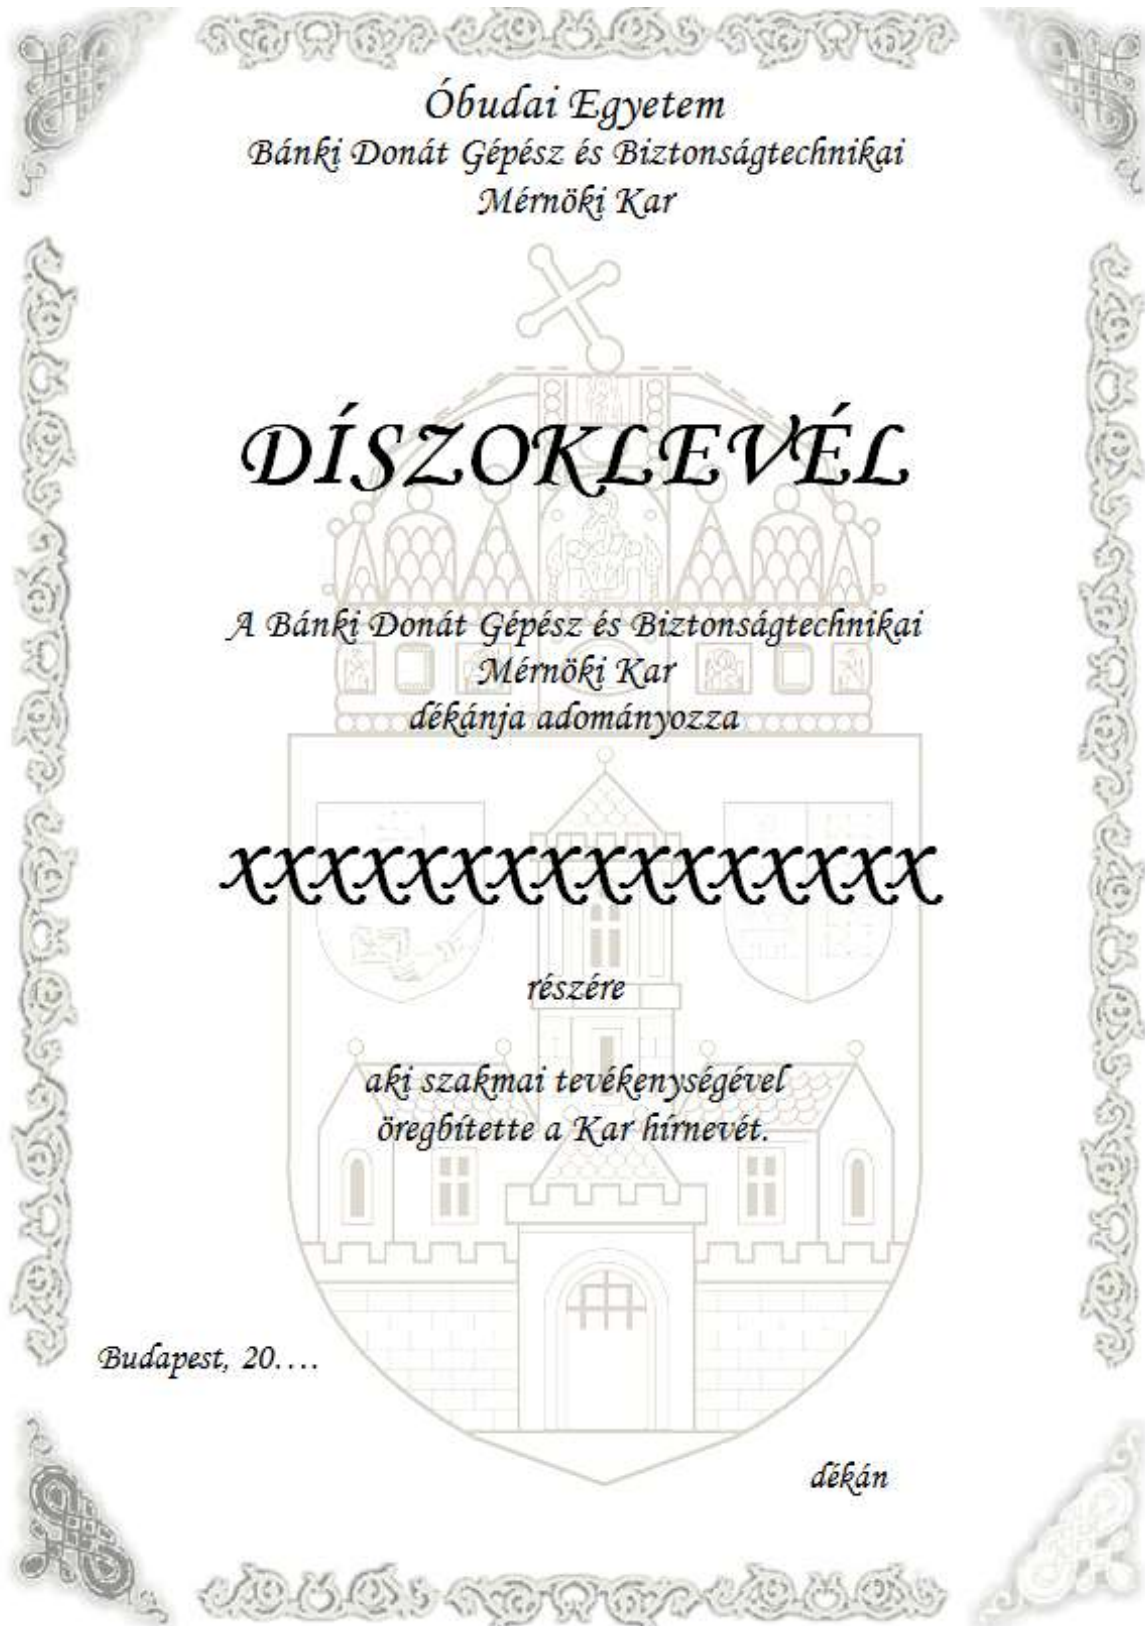 Óbudai Egyetem
Bánki Donát Gépész és Biztonságtechnikai
Mérnöki Kar
DÍSZOKLEVÉL
A Bánki Donát Gépész és Biztonságtechnikai
Mérnöki Kar
dékánja adományozza
xxxxxxxxxxxxxxxx
részére
aki szakmai tevékenységével
öregbítette a Kar hírnevét.
Budapest, 20….
dékán